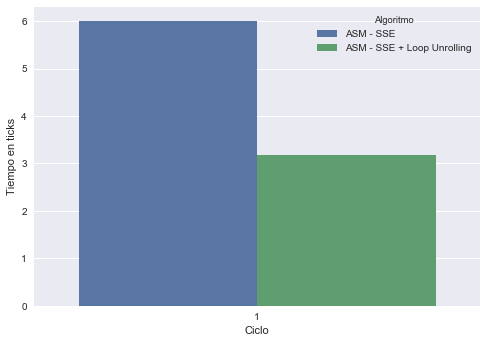 Algoritmo
ASM - SSE
ASM - SSE + Loop Unrolling
Tiempo en ticks
6
5
4
3
2
1
0
1
Ciclo